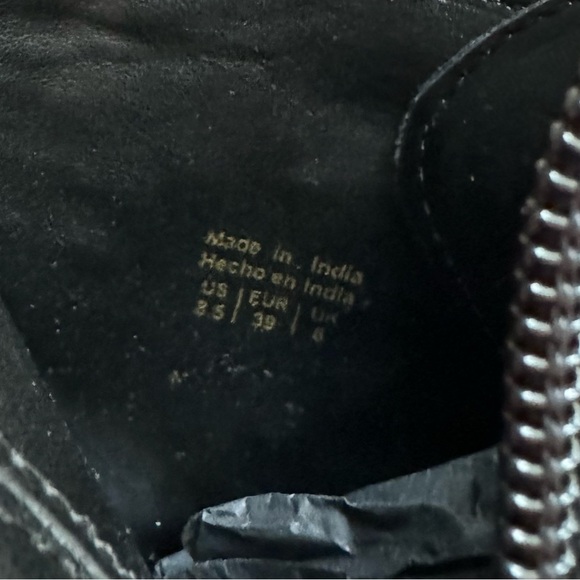 Made in India
Hecho en India
US | EUR | UK
8.5 | 39 | 6